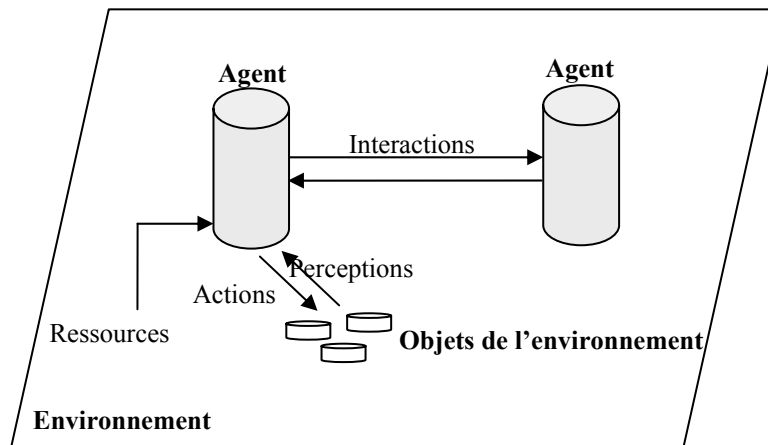 Agent
Agent
Interactions
Perceptions
Actions
Ressources
Objets de l’environnement
Environnement